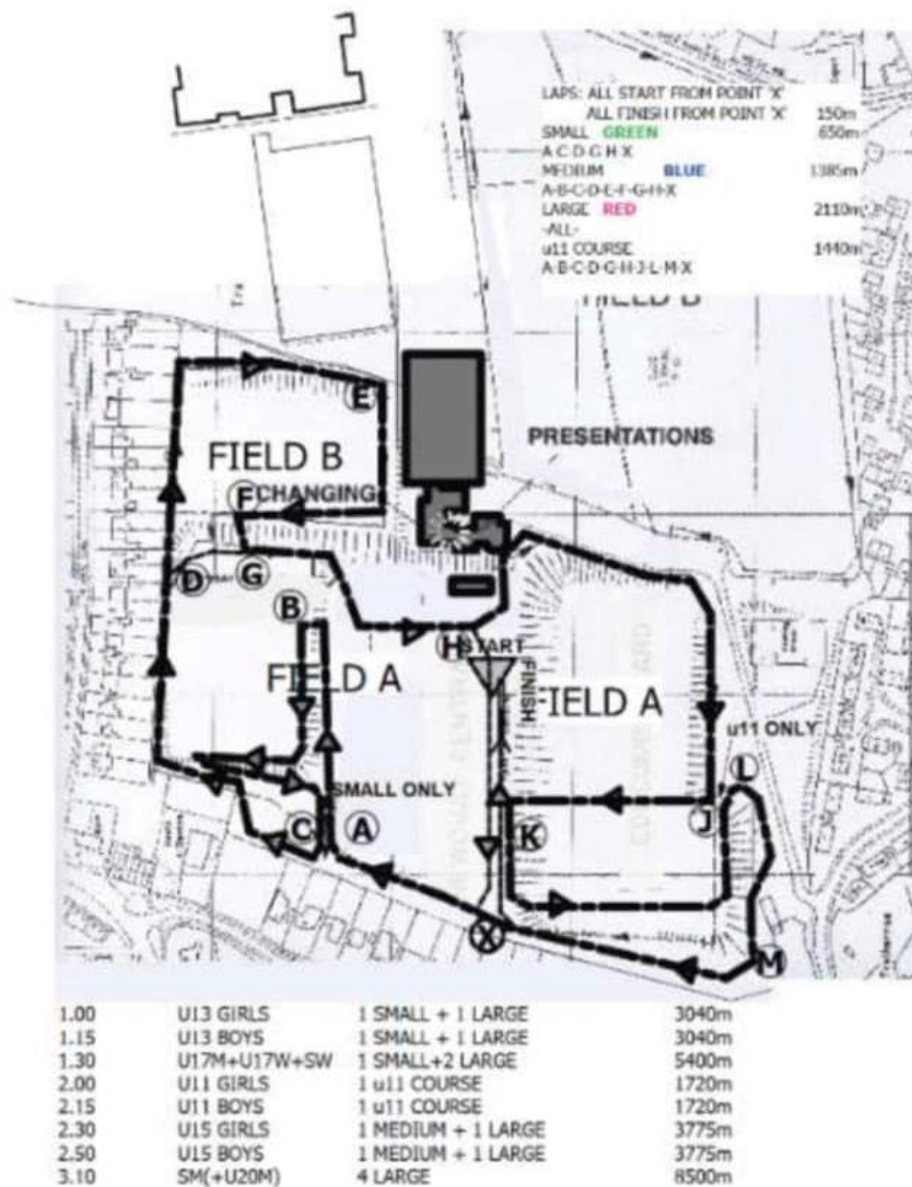 LAPS: ALL START FROM POINT 'X'
ALL FINISH FROM POINT 'X' 150m
SMALL GREEN 650m
A-C-D-G-H-X
MEDIUM BLUE 1385m
A-B-C-D-E-F-G-H-X
LARGE RED 2110m
-ALL-
u11 COURSE 1440m
A-B-C-D-G-H-J-L-M-X
FIELD B
E
PRESENTATIONS
FIELD B
F CHANGING
D G
B
H START
FIELD A
FINISH
FIELD A
u11 ONLY
L
SMALL ONLY
C A K J
X
M
1.00 U13 GIRLS 1 SMALL + 1 LARGE 3040m
1.15 U13 BOYS 1 SMALL + 1 LARGE 3040m
1.30 U17M+U17W+SW 1 SMALL+2 LARGE 5400m
2.00 U11 GIRLS 1 u11 COURSE 1720m
2.15 U11 BOYS 1 u11 COURSE 1720m
2.30 U15 GIRLS 1 MEDIUM + 1 LARGE 3775m
2.50 U15 BOYS 1 MEDIUM + 1 LARGE 3775m
3.10 SM(+U20M) 4 LARGE 8500m